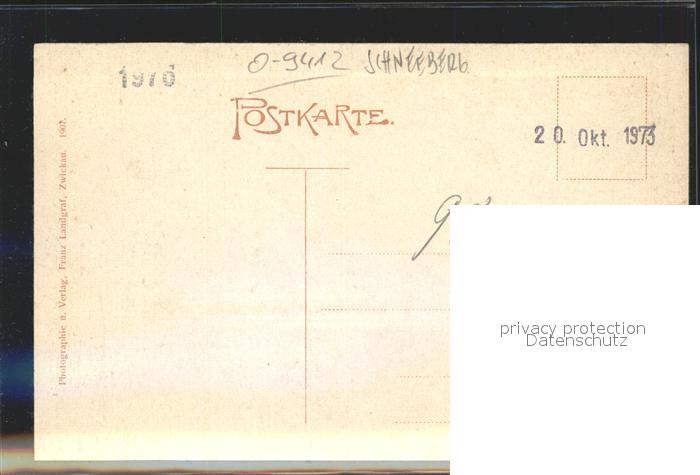 O-9412 SCHNEEBERG
1976
POSTKARTE.
20. Okt. 1973
Photographie u. Verlag, Franz Landgraf, Zwickau. 1907.
privacy protection
Datenschutz